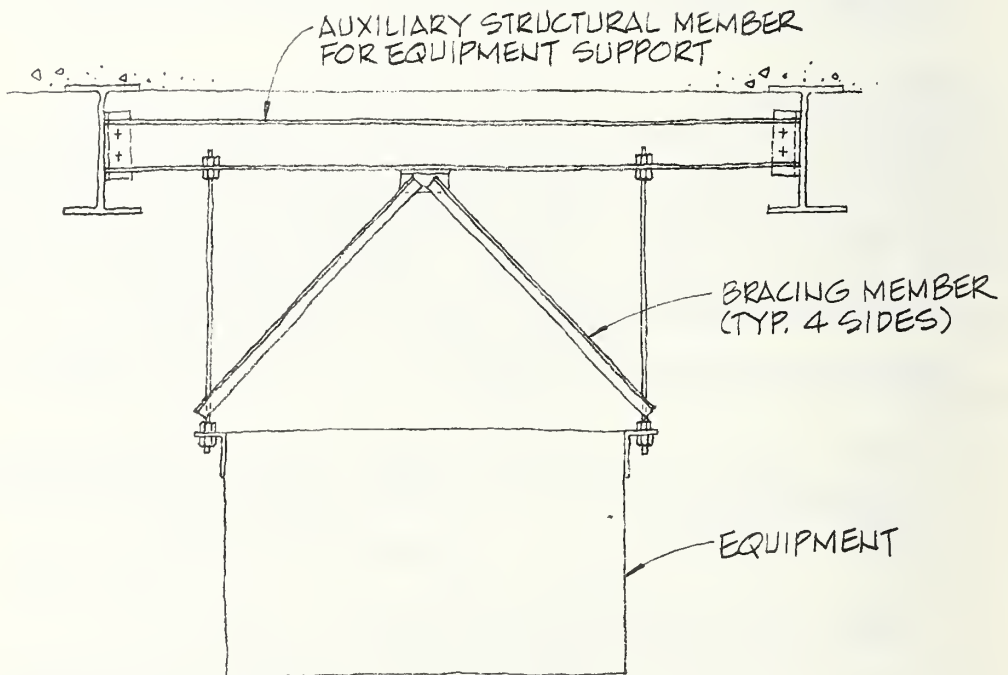 AUXILIARY STRUCTURAL MEMBER
FOR EQUIPMENT SUPPORT
BRACING MEMBER
(TYP. 4 SIDES)
EQUIPMENT